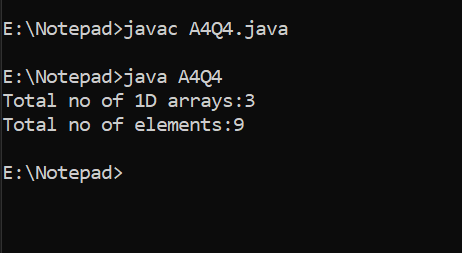 E:\Notepad>javac A4Q4.java
E:\Notepad>java A4Q4
Total no of 1D arrays:3
Total no of elements:9
E:\Notepad>